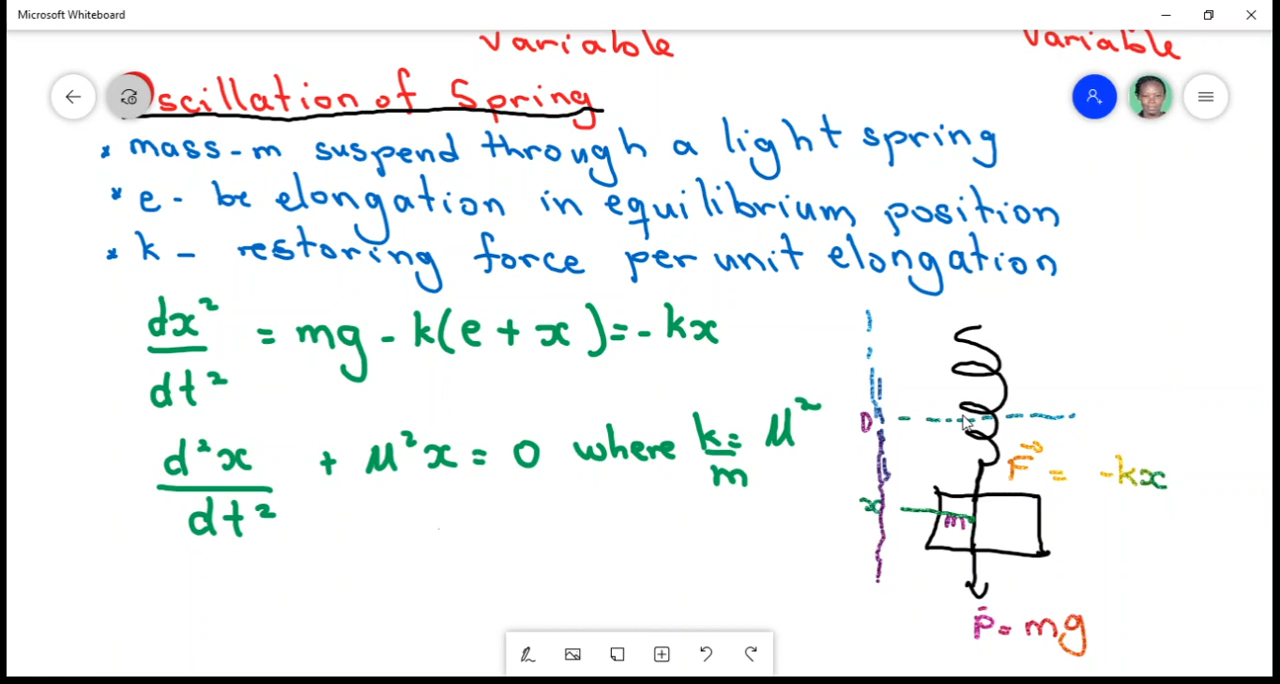 Microsoft Whiteboard
variable
variable
Oscillation of Spring
* mass - m suspend through a light spring
* e - be elongation in equilibrium position
* k - restoring force per unit elongation
dx²/dt² = mg - k(e + x) = - kx
d²x/dt² + μ²x = 0 where k/m = μ²
0
F = -kx
x
m
P = mg